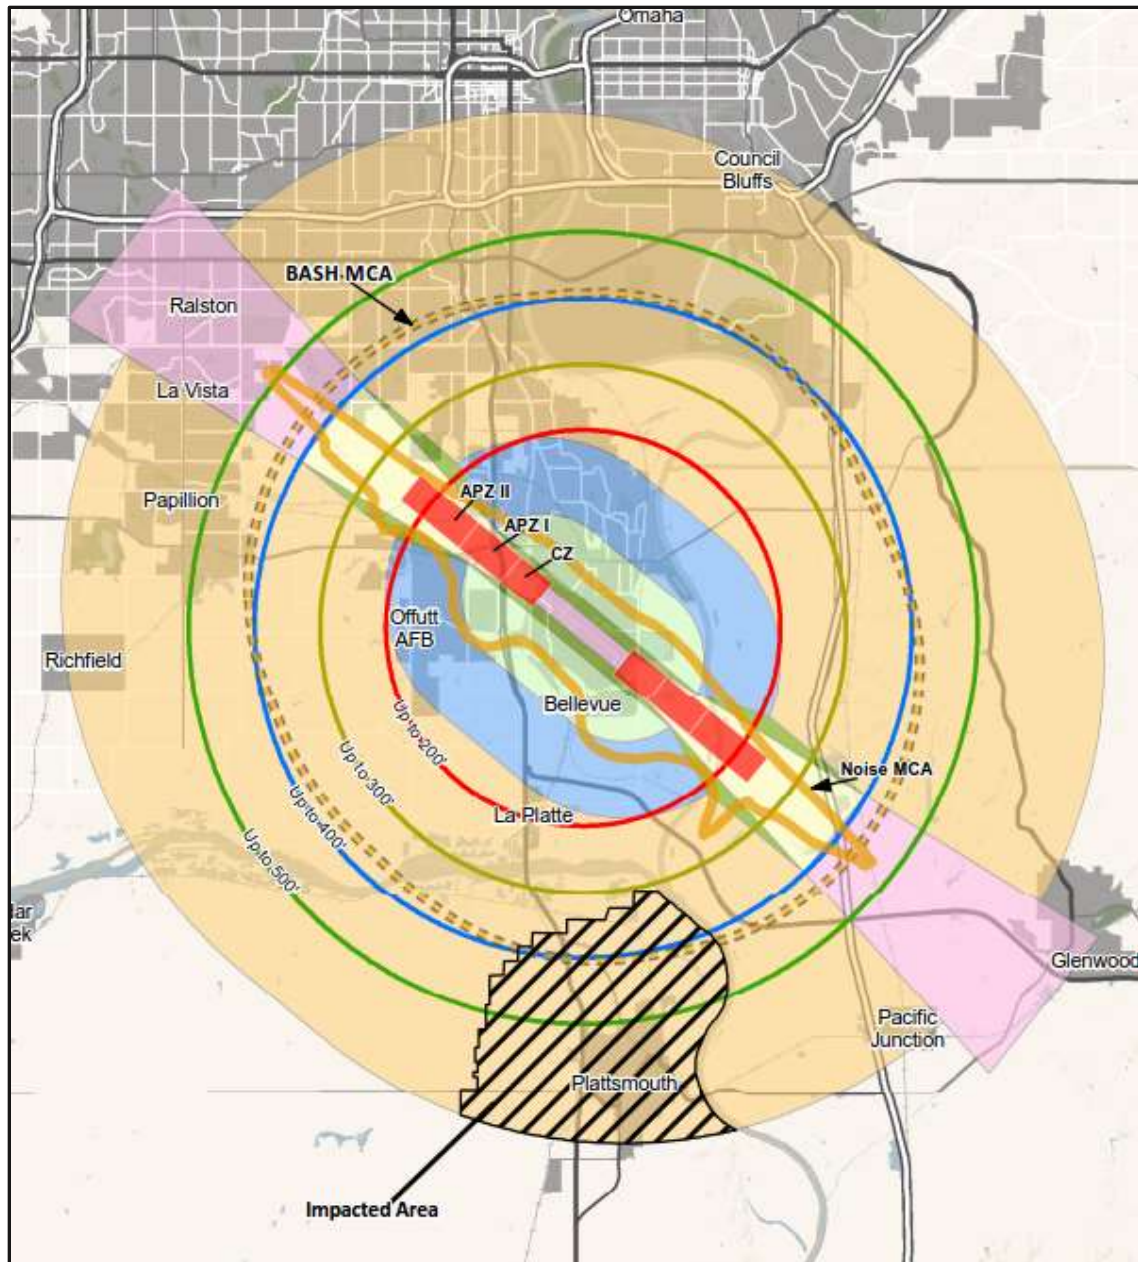 Omaha
Council
Bluffs
BASH MCA
Ralston
La Vista
Papillion
APZ II
APZ I
CZ
Offutt
AFB
Richfield
Bellevue
Up to 200'
Up to 300'
Up to 400'
Up to 500'
Noise MCA
La Platte
lar
ek
Glenwood
Pacific
Junction
Plattsmouth
Impacted Area